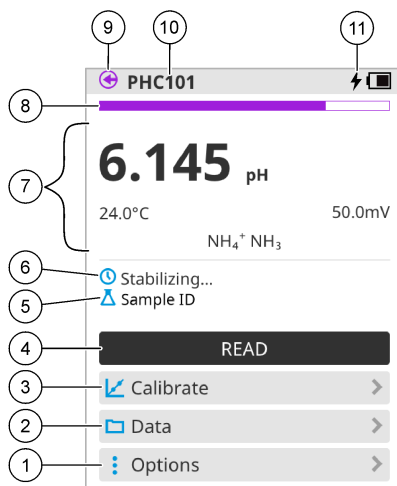 9 10 11
PHC101
8
6.145 pH
7
24.0°C 50.0mV
NH₄⁺ NH₃
6 Stabilizing...
5 Sample ID
4 READ
3 Calibrate
2 Data
1 Options